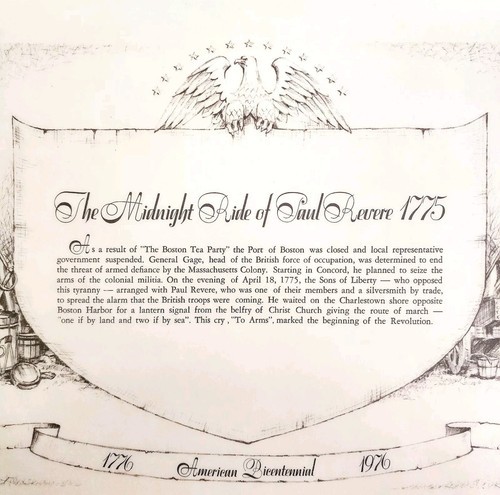 The Midnight Ride of Paul Revere 1775
As a result of "The Boston Tea Party" the Port of Boston was closed and local representative
government suspended. General Gage, head of the British force of occupation, was determined to end
the threat of armed defiance by the Massachusetts Colony. Starting in Concord, he planned to seize the
arms of the colonial militia. On the evening of April 18, 1775, the Sons of Liberty — who opposed
this tyranny — arranged with Paul Revere, who was one of their members and a silversmith by trade,
to spread the alarm that the British troops were coming. He waited on the Charlestown shore opposite
Boston Harbor for a lantern signal from the belfry of Christ Church giving the route of march —
"one if by land and two if by sea". This cry, "To Arms", marked the beginning of the Revolution.
1776 American Bicentennial 1976